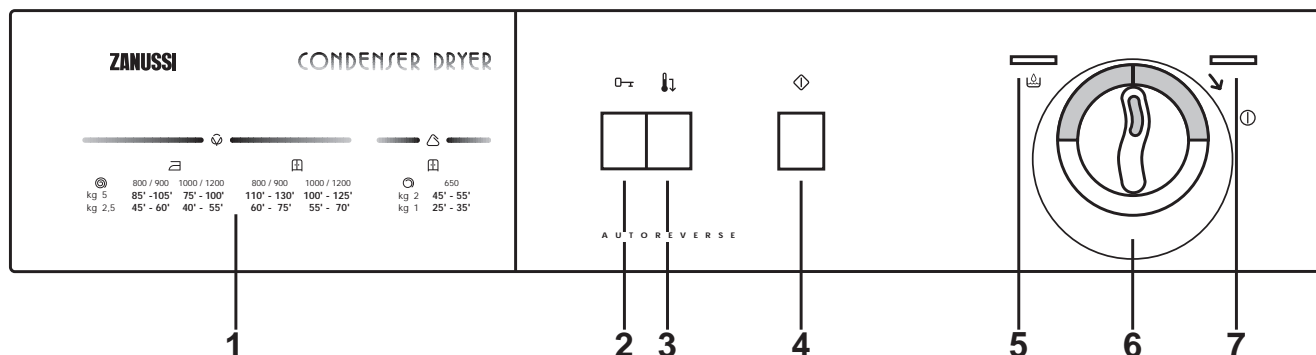 ZANUSSI CONDENSER DRYER
800 / 900 1000 / 1200 800 / 900 1000 / 1200 650
kg 5 85' -105' 75' - 100' 110' - 130' 100' - 125' kg 2 45' - 55'
kg 2,5 45' - 60' 40' - 55' 60' - 75' 55' - 70' kg 1 25' - 35'
AUTOREVERSE
1 2 3 4 5 6 7